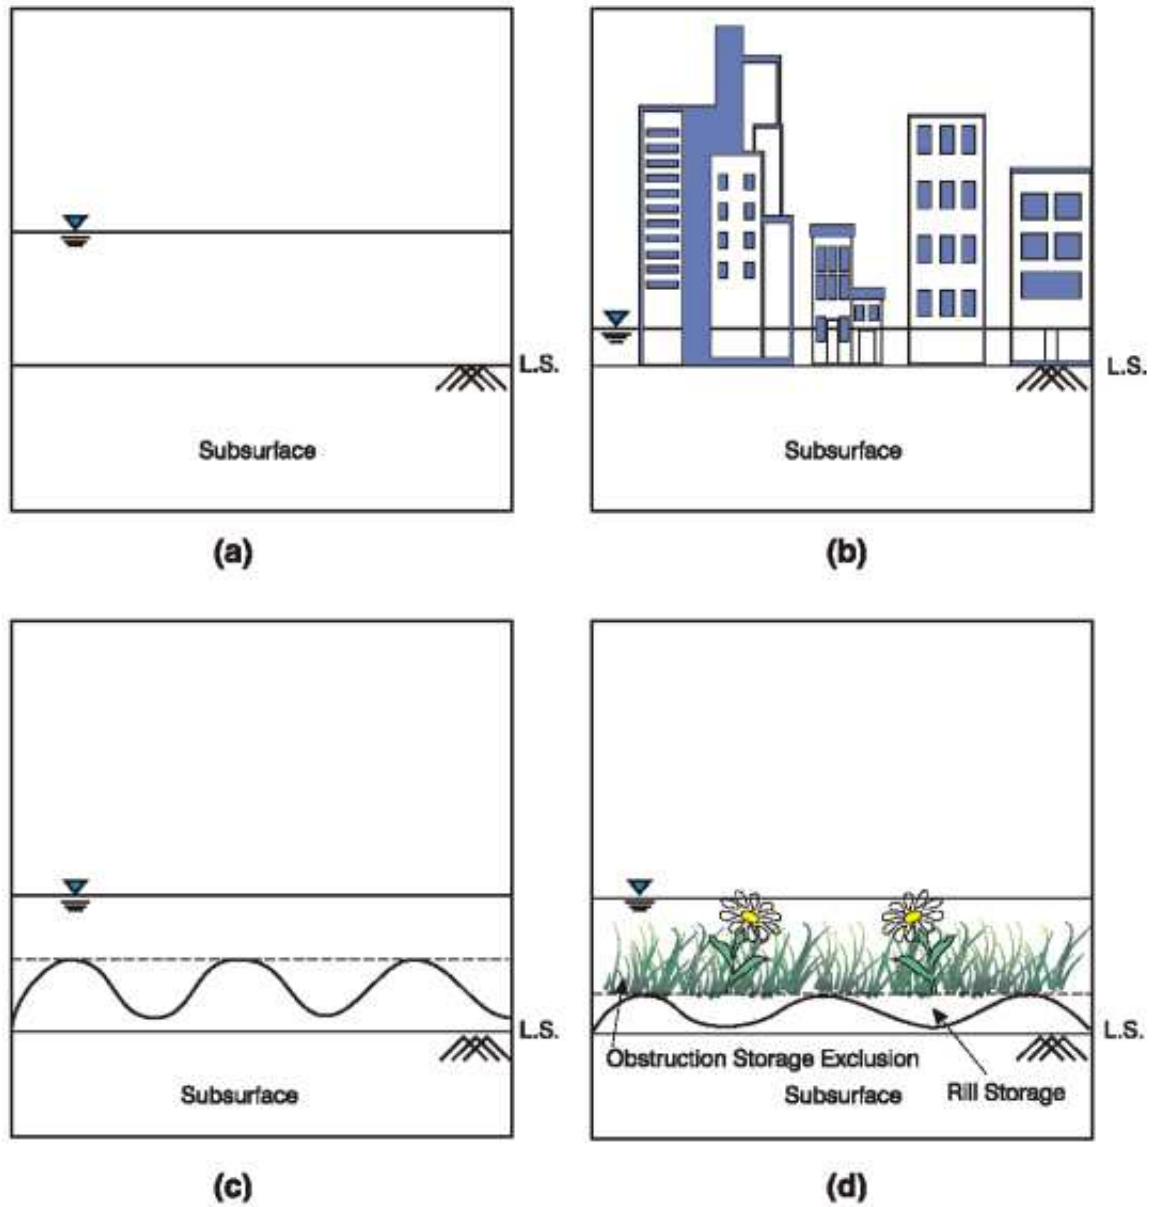 L.S.
Subsurface
(a)
L.S.
Subsurface
(b)
L.S.
Subsurface
(c)
L.S.
Obstruction Storage Exclusion
Rill Storage
Subsurface
(d)